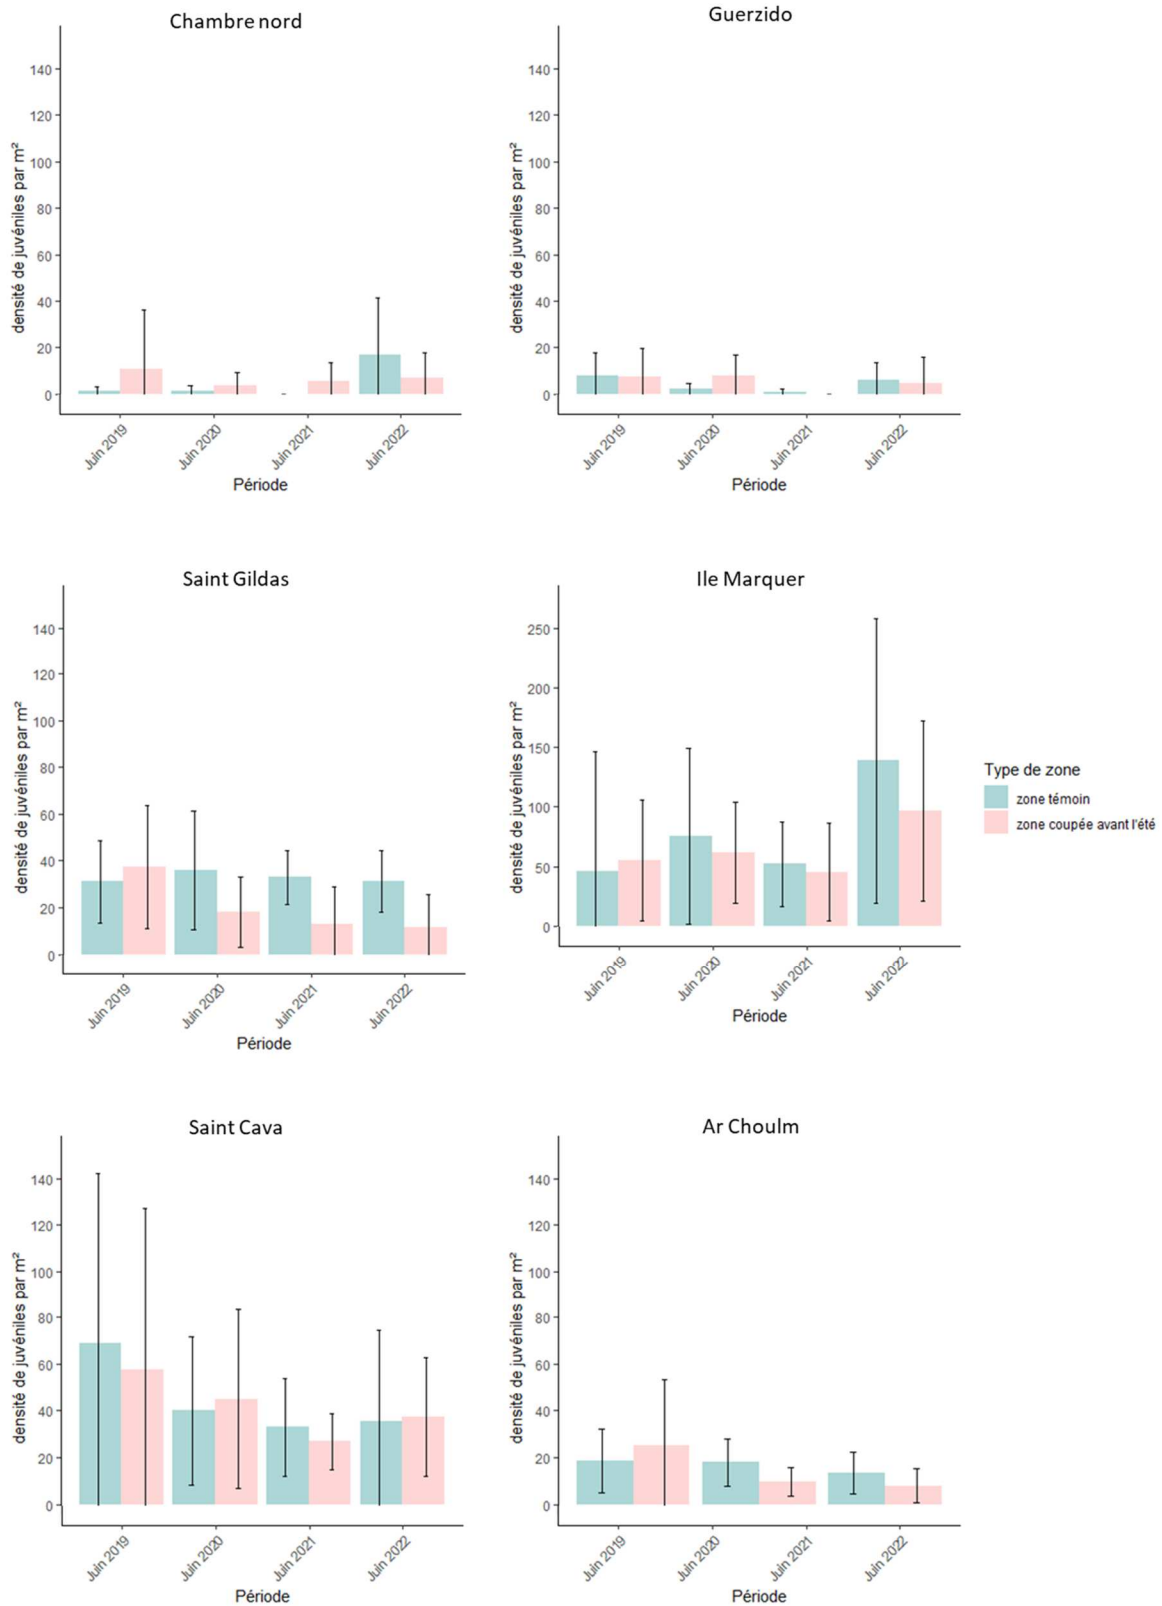 Chambre nord
densité de juvéniles par m²
140
120
100
80
60
40
20
0
Juin 2019
Juin 2020
Juin 2021
Juin 2022
Période
Guerzido
densité de juvéniles par m²
140
120
100
80
60
40
20
0
Juin 2019
Juin 2020
Juin 2021
Juin 2022
Période
Saint Gildas
densité de juvéniles par m²
140
120
100
80
60
40
20
0
Juin 2019
Juin 2020
Juin 2021
Juin 2022
Période
Ile Marquer
densité de juvéniles par m²
250
200
150
100
50
0
Juin 2019
Juin 2020
Juin 2021
Juin 2022
Période
Type de zone
zone témoin
zone coupée avant l'été
Saint Cava
densité de juvéniles par m²
140
120
100
80
60
40
20
0
Juin 2019
Juin 2020
Juin 2021
Juin 2022
Période
Ar Choulm
densité de juvéniles par m²
140
120
100
80
60
40
20
0
Juin 2019
Juin 2020
Juin 2021
Juin 2022
Période